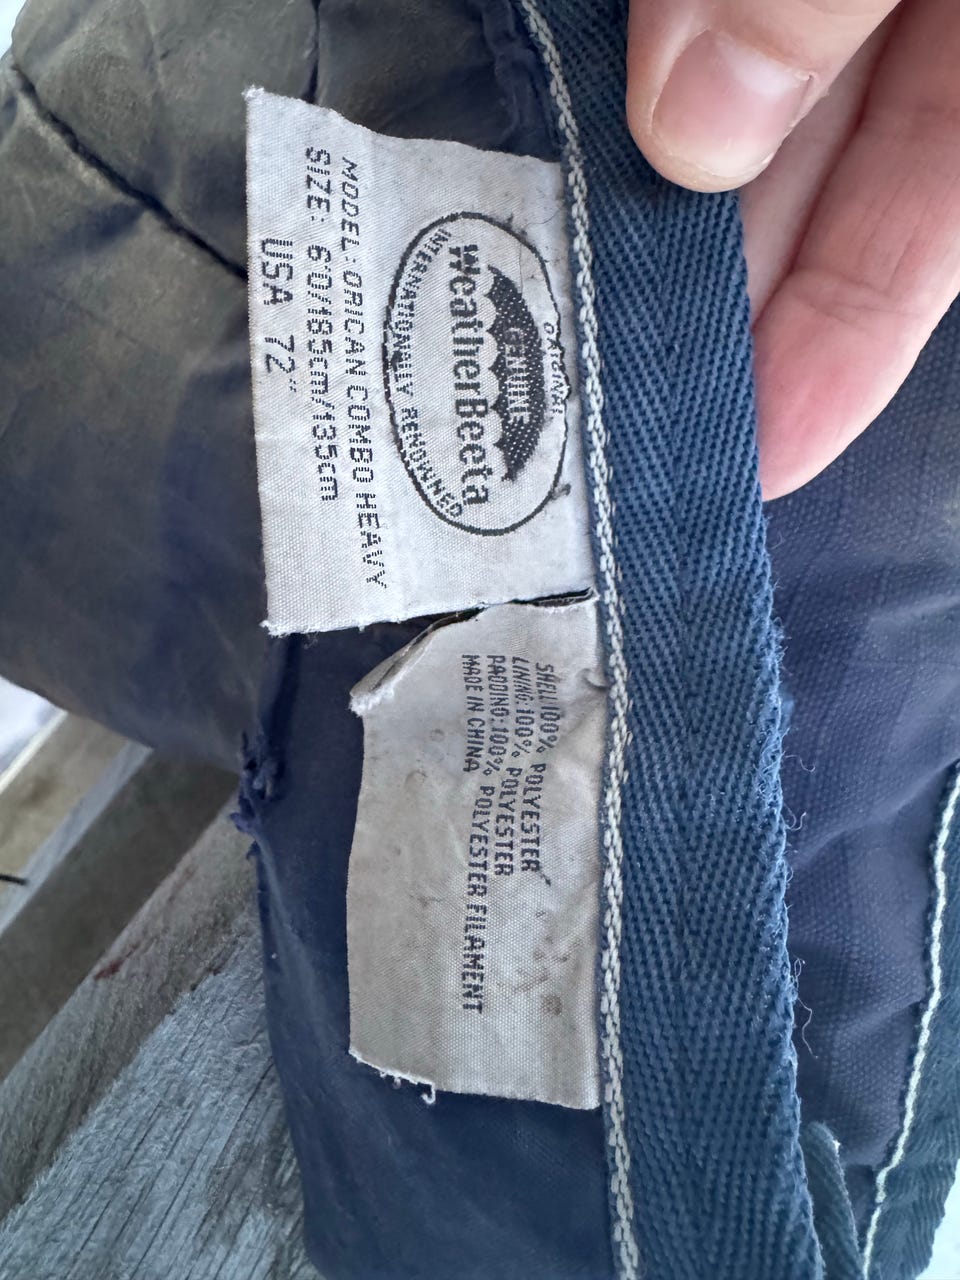 ORIGINAL
GENUINE
WeatherBeeta
INTERNATIONALLY RENOWNED
MODEL: ORICAN COMBO HEAVY
SIZE: 6'0/185cm/135cm
USA 72"
SHELL 100% POLYESTER
LINING: 100% POLYESTER
PADDING: 100% POLYESTER FILAMENT
MADE IN CHINA